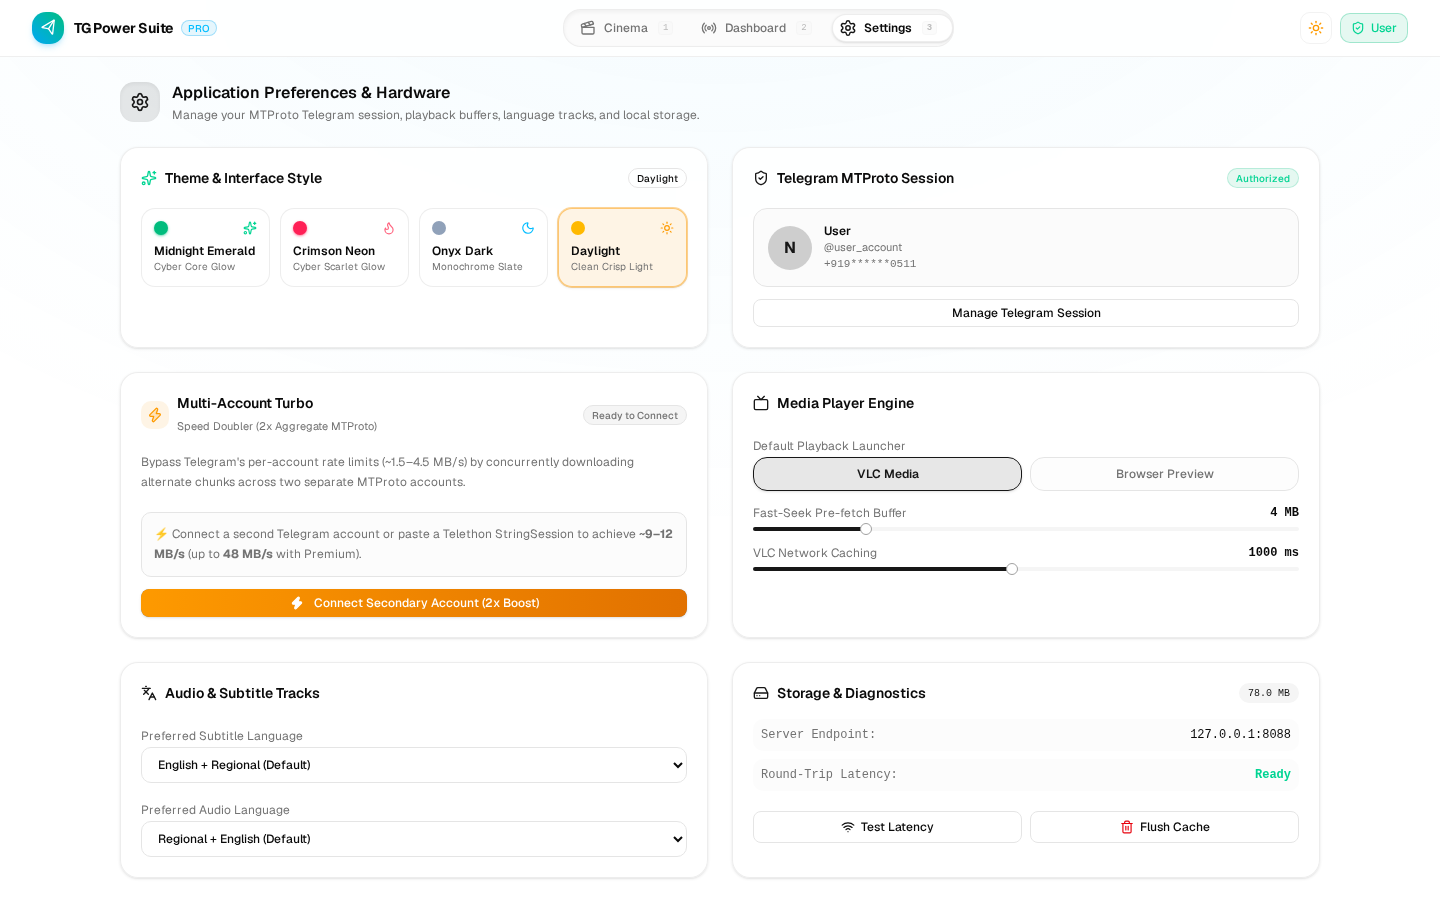 TG Power Suite PRO
Cinema 1
Dashboard 2
Settings 3
User
Application Preferences & Hardware
Manage your MTProto Telegram session, playback buffers, language tracks, and local storage.
Theme & Interface Style
Daylight
Midnight Emerald
Cyber Core Glow
Crimson Neon
Cyber Scarlet Glow
Onyx Dark
Monochrome Slate
Daylight
Clean Crisp Light
Telegram MTProto Session
Authorized
N
User
@user_account
+919******0511
Manage Telegram Session
Multi-Account Turbo
Speed Doubler (2x Aggregate MTProto)
Ready to Connect
Bypass Telegram's per-account rate limits (~1.5–4.5 MB/s) by concurrently downloading
alternate chunks across two separate MTProto accounts.
⚡ Connect a second Telegram account or paste a Telethon StringSession to achieve ~9–12
MB/s (up to 48 MB/s with Premium).
Connect Secondary Account (2x Boost)
Media Player Engine
Default Playback Launcher
VLC Media
Browser Preview
Fast-Seek Pre-fetch Buffer 4 MB
VLC Network Caching 1000 ms
Audio & Subtitle Tracks
Preferred Subtitle Language
English + Regional (Default)
Preferred Audio Language
Regional + English (Default)
Storage & Diagnostics
78.0 MB
Server Endpoint: 127.0.0.1:8088
Round-Trip Latency: Ready
Test Latency
Flush Cache